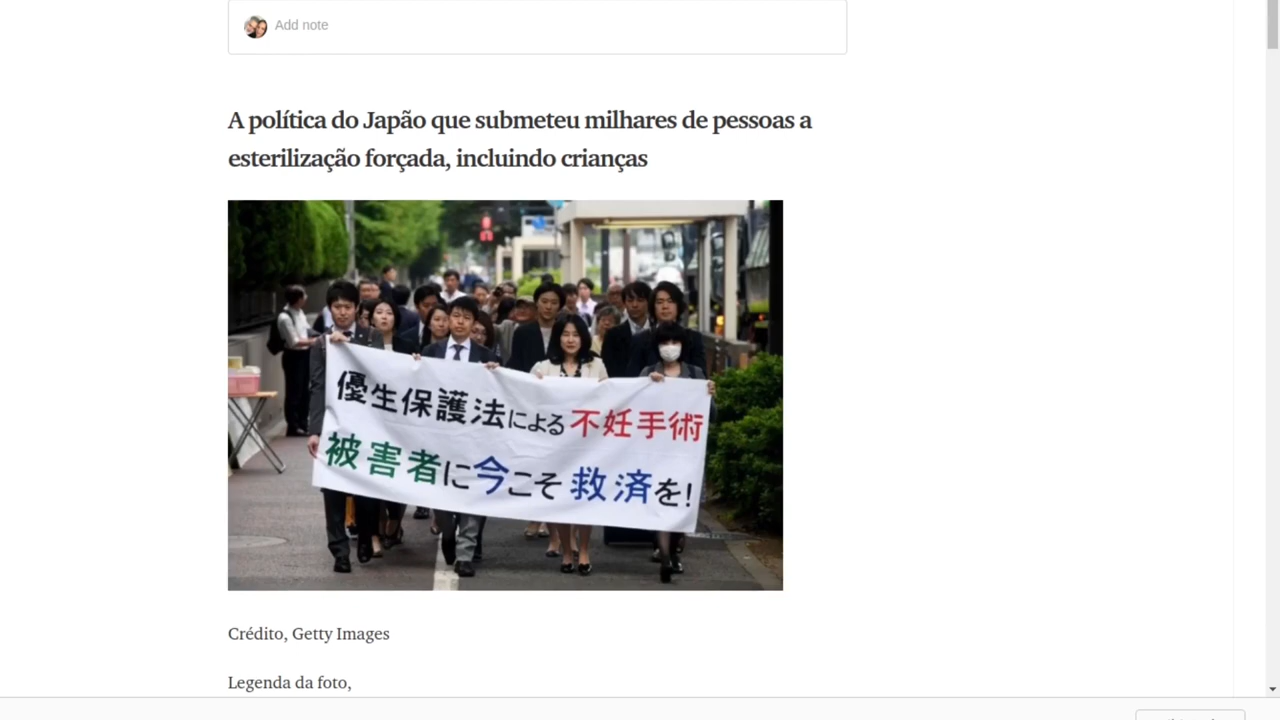 Add note
A política do Japão que submeteu milhares de pessoas a
esterilização forçada, incluindo crianças
優生保護法による不妊手術
被害者に今こそ救済を!
Crédito, Getty Images
Legenda da foto,